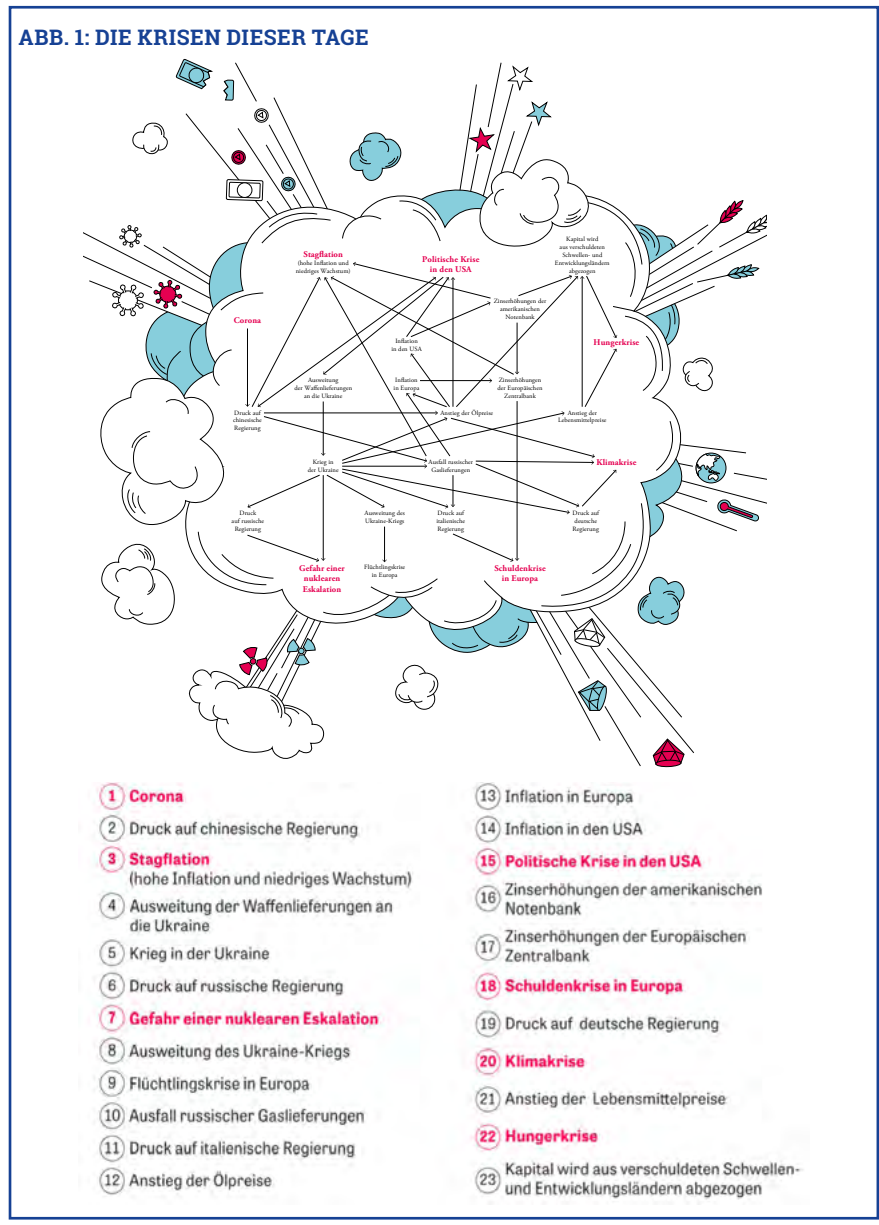 ABB. 1: DIE KRISEN DIESER TAGE
Kapital wird
aus verschuldeten
Schwellen- und
Entwicklungsländern
abgezogen
Stagflation
(hohe Inflation und
niedriges Wachstum)
Politische Krise
in den USA
Zinserhöhungen der
amerikanischen
Notenbank
Corona
Inflation
in den USA
Hungerkrise
Ausweitung
der Waffenlieferungen
an die Ukraine
Inflation
in Europa
Zinserhöhungen
der Europäischen
Zentralbank
Druck auf
chinesische
Regierung
Anstieg der Ölpreise
Anstieg der
Lebensmittelpreise
Krieg in
der Ukraine
Ausfall russischer
Gaslieferungen
Klimakrise
Druck
auf russische
Regierung
Ausweitung des
Ukraine-Kriegs
Druck auf
italienische
Regierung
Druck auf
deutsche
Regierung
Gefahr einer
nuklearen
Eskalation
Flüchtlingskrise
in Europa
Schuldenkrise
in Europa
1 Corona
2 Druck auf chinesische Regierung
3 Stagflation
(hohe Inflation und niedriges Wachstum)
4 Ausweitung der Waffenlieferungen an
die Ukraine
5 Krieg in der Ukraine
6 Druck auf russische Regierung
7 Gefahr einer nuklearen Eskalation
8 Ausweitung des Ukraine-Kriegs
9 Flüchtlingskrise in Europa
10 Ausfall russischer Gaslieferungen
11 Druck auf italienische Regierung
12 Anstieg der Ölpreise
13 Inflation in Europa
14 Inflation in den USA
15 Politische Krise in den USA
16 Zinserhöhungen der amerikanischen
Notenbank
17 Zinserhöhungen der Europäischen
Zentralbank
18 Schuldenkrise in Europa
19 Druck auf deutsche Regierung
20 Klimakrise
21 Anstieg der Lebensmittelpreise
22 Hungerkrise
23 Kapital wird aus verschuldeten Schwellen-
und Entwicklungsländern abgezogen